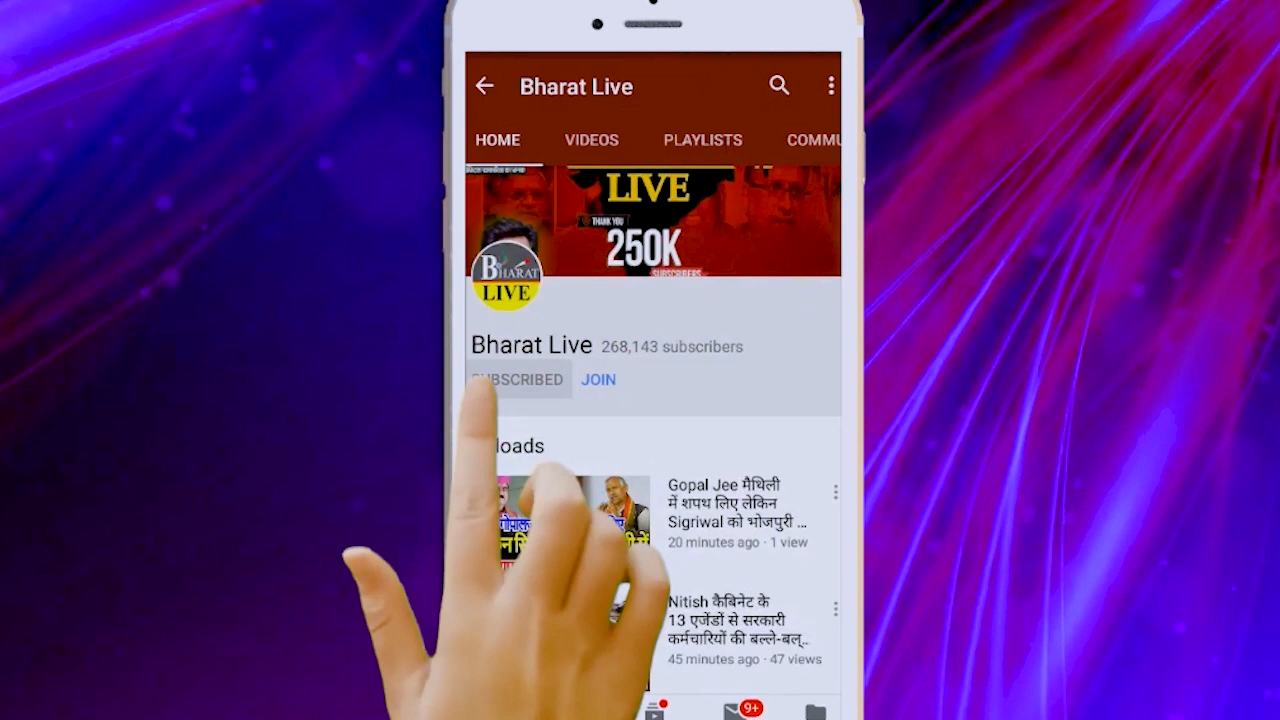 Bharat Live
HOME VIDEOS PLAYLISTS COMMU
LIVE
THANK YOU
250K
SUBSCRIBERS
BHARAT
LIVE
Bharat Live 268,143 subscribers
UBSCRIBED JOIN
loads
Gopal Jee मैथिली
में शपथ लिए लेकिन
Sigriwal को भोजपुरी ...
20 minutes ago · 1 view
Nitish कैबिनेट के
13 एजेंडों से सरकारी
कर्मचारियों की बल्ले-बल्..
45 minutes ago · 47 views
9+